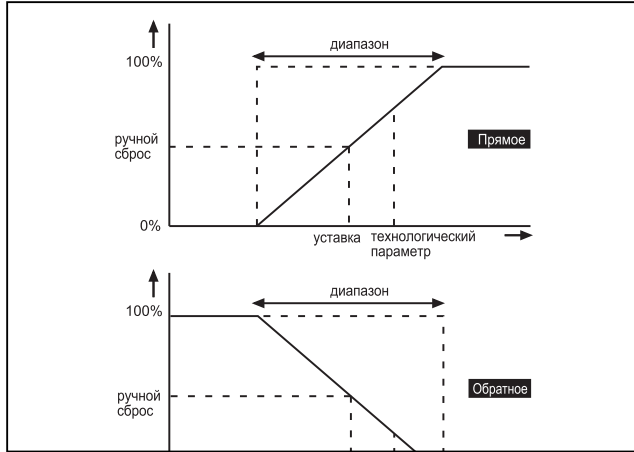 диапазон
100%
ручной
сброс
Прямое
0%
уставка
технологический
параметр
диапазон
100%
Обратное
ручной
сброс